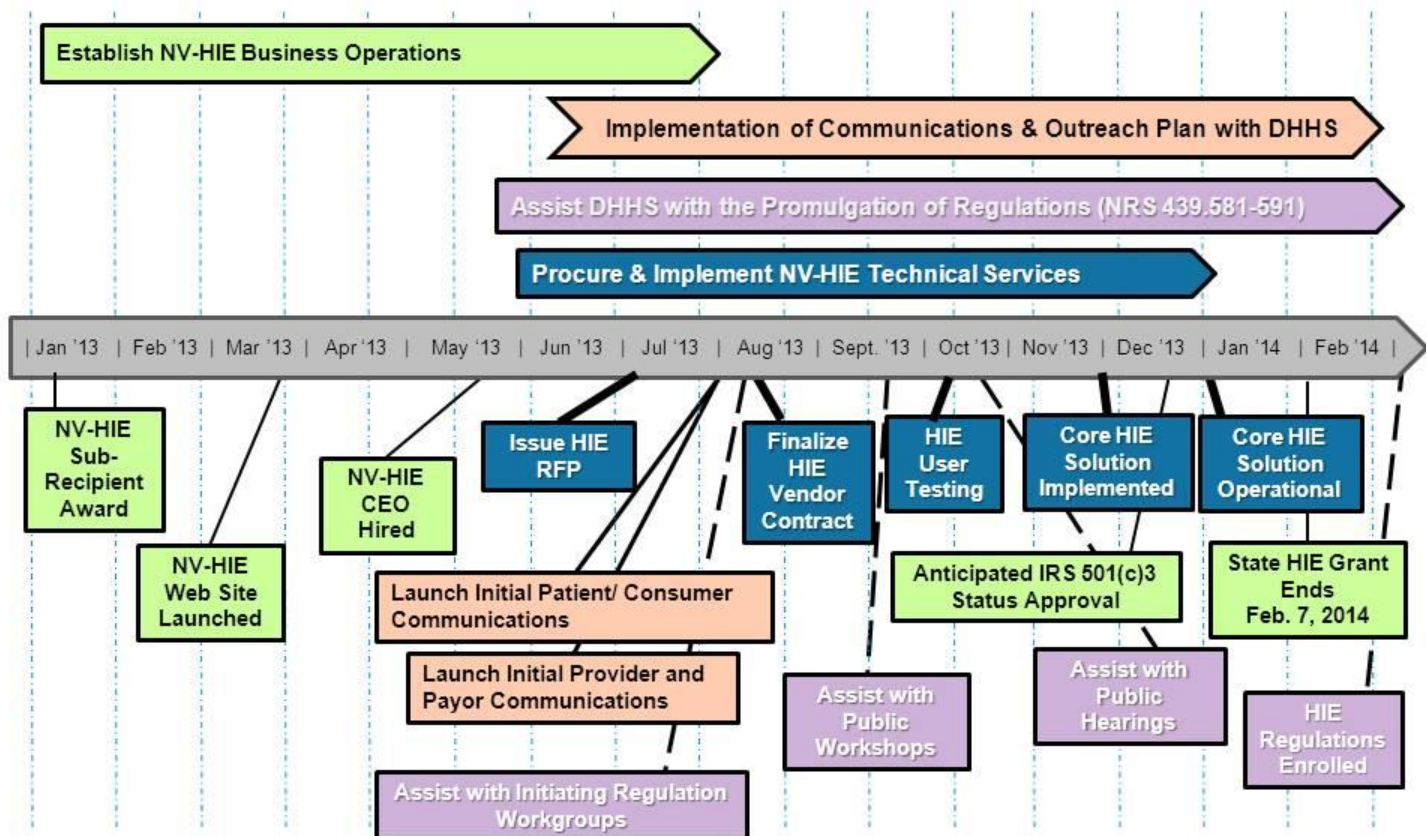 Establish NV-HIE Business Operations
Implementation of Communications & Outreach Plan with DHHS
Assist DHHS with the Promulgation of Regulations (NRS 439.581-591)
Procure & Implement NV-HIE Technical Services
| Jan '13 | Feb '13 | Mar '13 | Apr '13 | May '13 | Jun '13 | Jul '13 | Aug '13 | Sept. '13 | Oct '13 | Nov '13 | Dec '13 | Jan '14 | Feb '14 |
NV-HIE
Sub-
Recipient
Award
NV-HIE
Web Site
Launched
NV-HIE
CEO
Hired
Issue HIE
RFP
Launch Initial Patient/ Consumer
Communications
Launch Initial Provider and
Payor Communications
Assist with Initiating Regulation
Workgroups
Finalize
HIE
Vendor
Contract
HIE
User
Testing
Core HIE
Solution
Implemented
Core HIE
Solution
Operational
Anticipated IRS 501(c)3
Status Approval
State HIE Grant
Ends
Feb. 7, 2014
Assist with
Public
Workshops
Assist with
Public
Hearings
HIE
Regulations
Enrolled